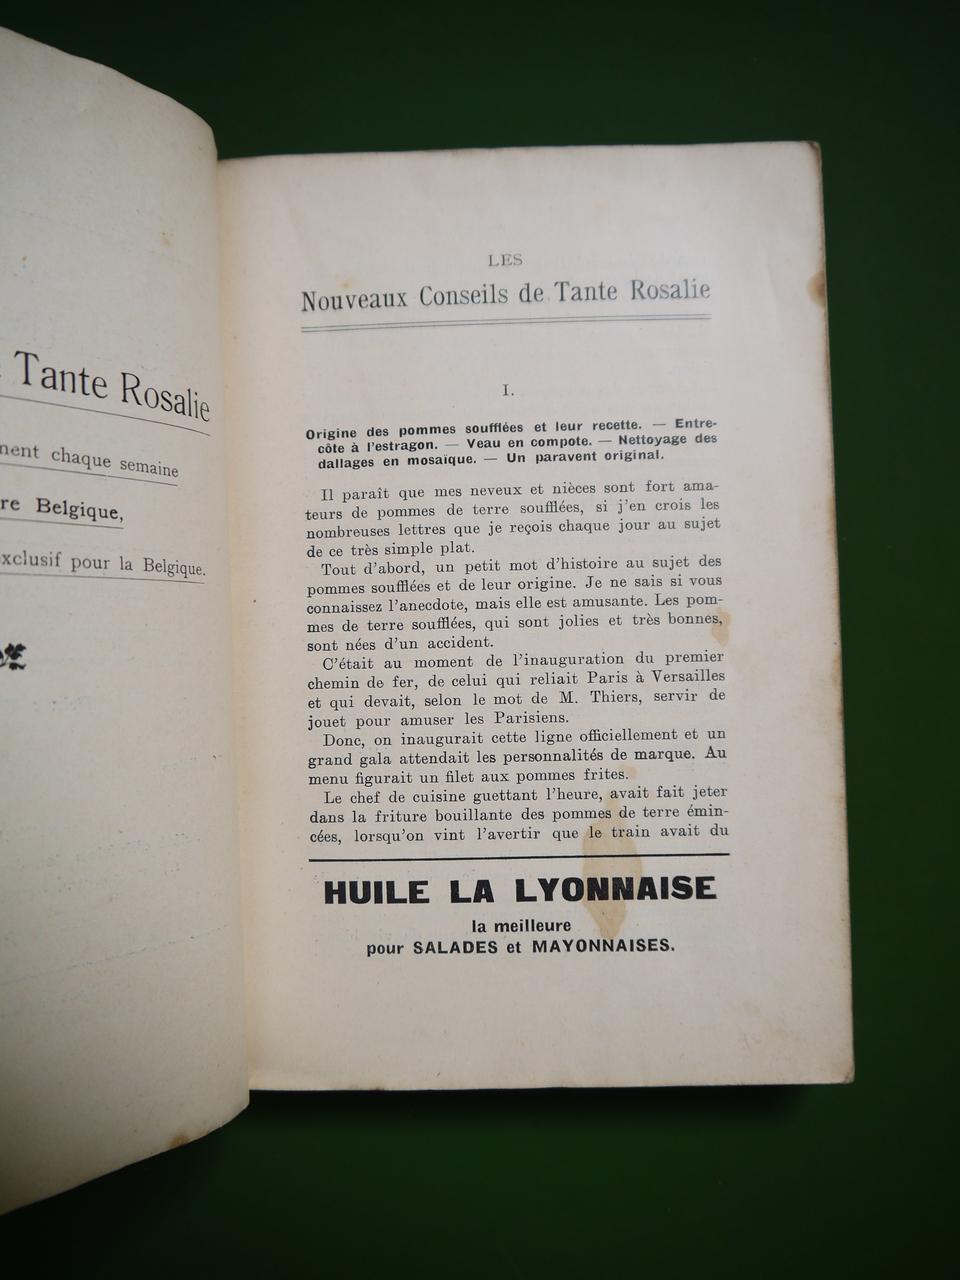 Tante Rosalie
chaque semaine
Belgique,
pour la Belgique.
LES
Nouveaux Conseils de Tante Rosalie
I.
Origine des pommes soufflées et leur recette. — Entre-
côte à l'estragon. — Veau en compote. — Nettoyage des
dallages en mosaïque. — Un paravent original.
Il paraît que mes neveux et nièces sont fort ama-
teurs de pommes de terre soufflées, si j'en crois les
nombreuses lettres que je reçois chaque jour au sujet
de ce très simple plat.
Tout d'abord, un petit mot d'histoire au sujet des
pommes soufflées et de leur origine. Je ne sais si vous
connaissez l'anecdote, mais elle est amusante. Les pom-
mes de terre soufflées, qui sont jolies et très bonnes,
sont nées d'un accident.
C'était au moment de l'inauguration du premier
chemin de fer, de celui qui reliait Paris à Versailles
et qui devait, selon le mot de M. Thiers, servir de
jouet pour amuser les Parisiens.
Donc, on inaugurait cette ligne officiellement et un
grand gala attendait les personnalités de marque. Au
menu figurait un filet aux pommes frites.
Le chef de cuisine guettant l'heure, avait fait jeter
dans la friture bouillante des pommes de terre émin-
cées, lorsqu'on vint l'avertir que le train avait du
HUILE LA LYONNAISE
la meilleure
pour SALADES et MAYONNAISES.